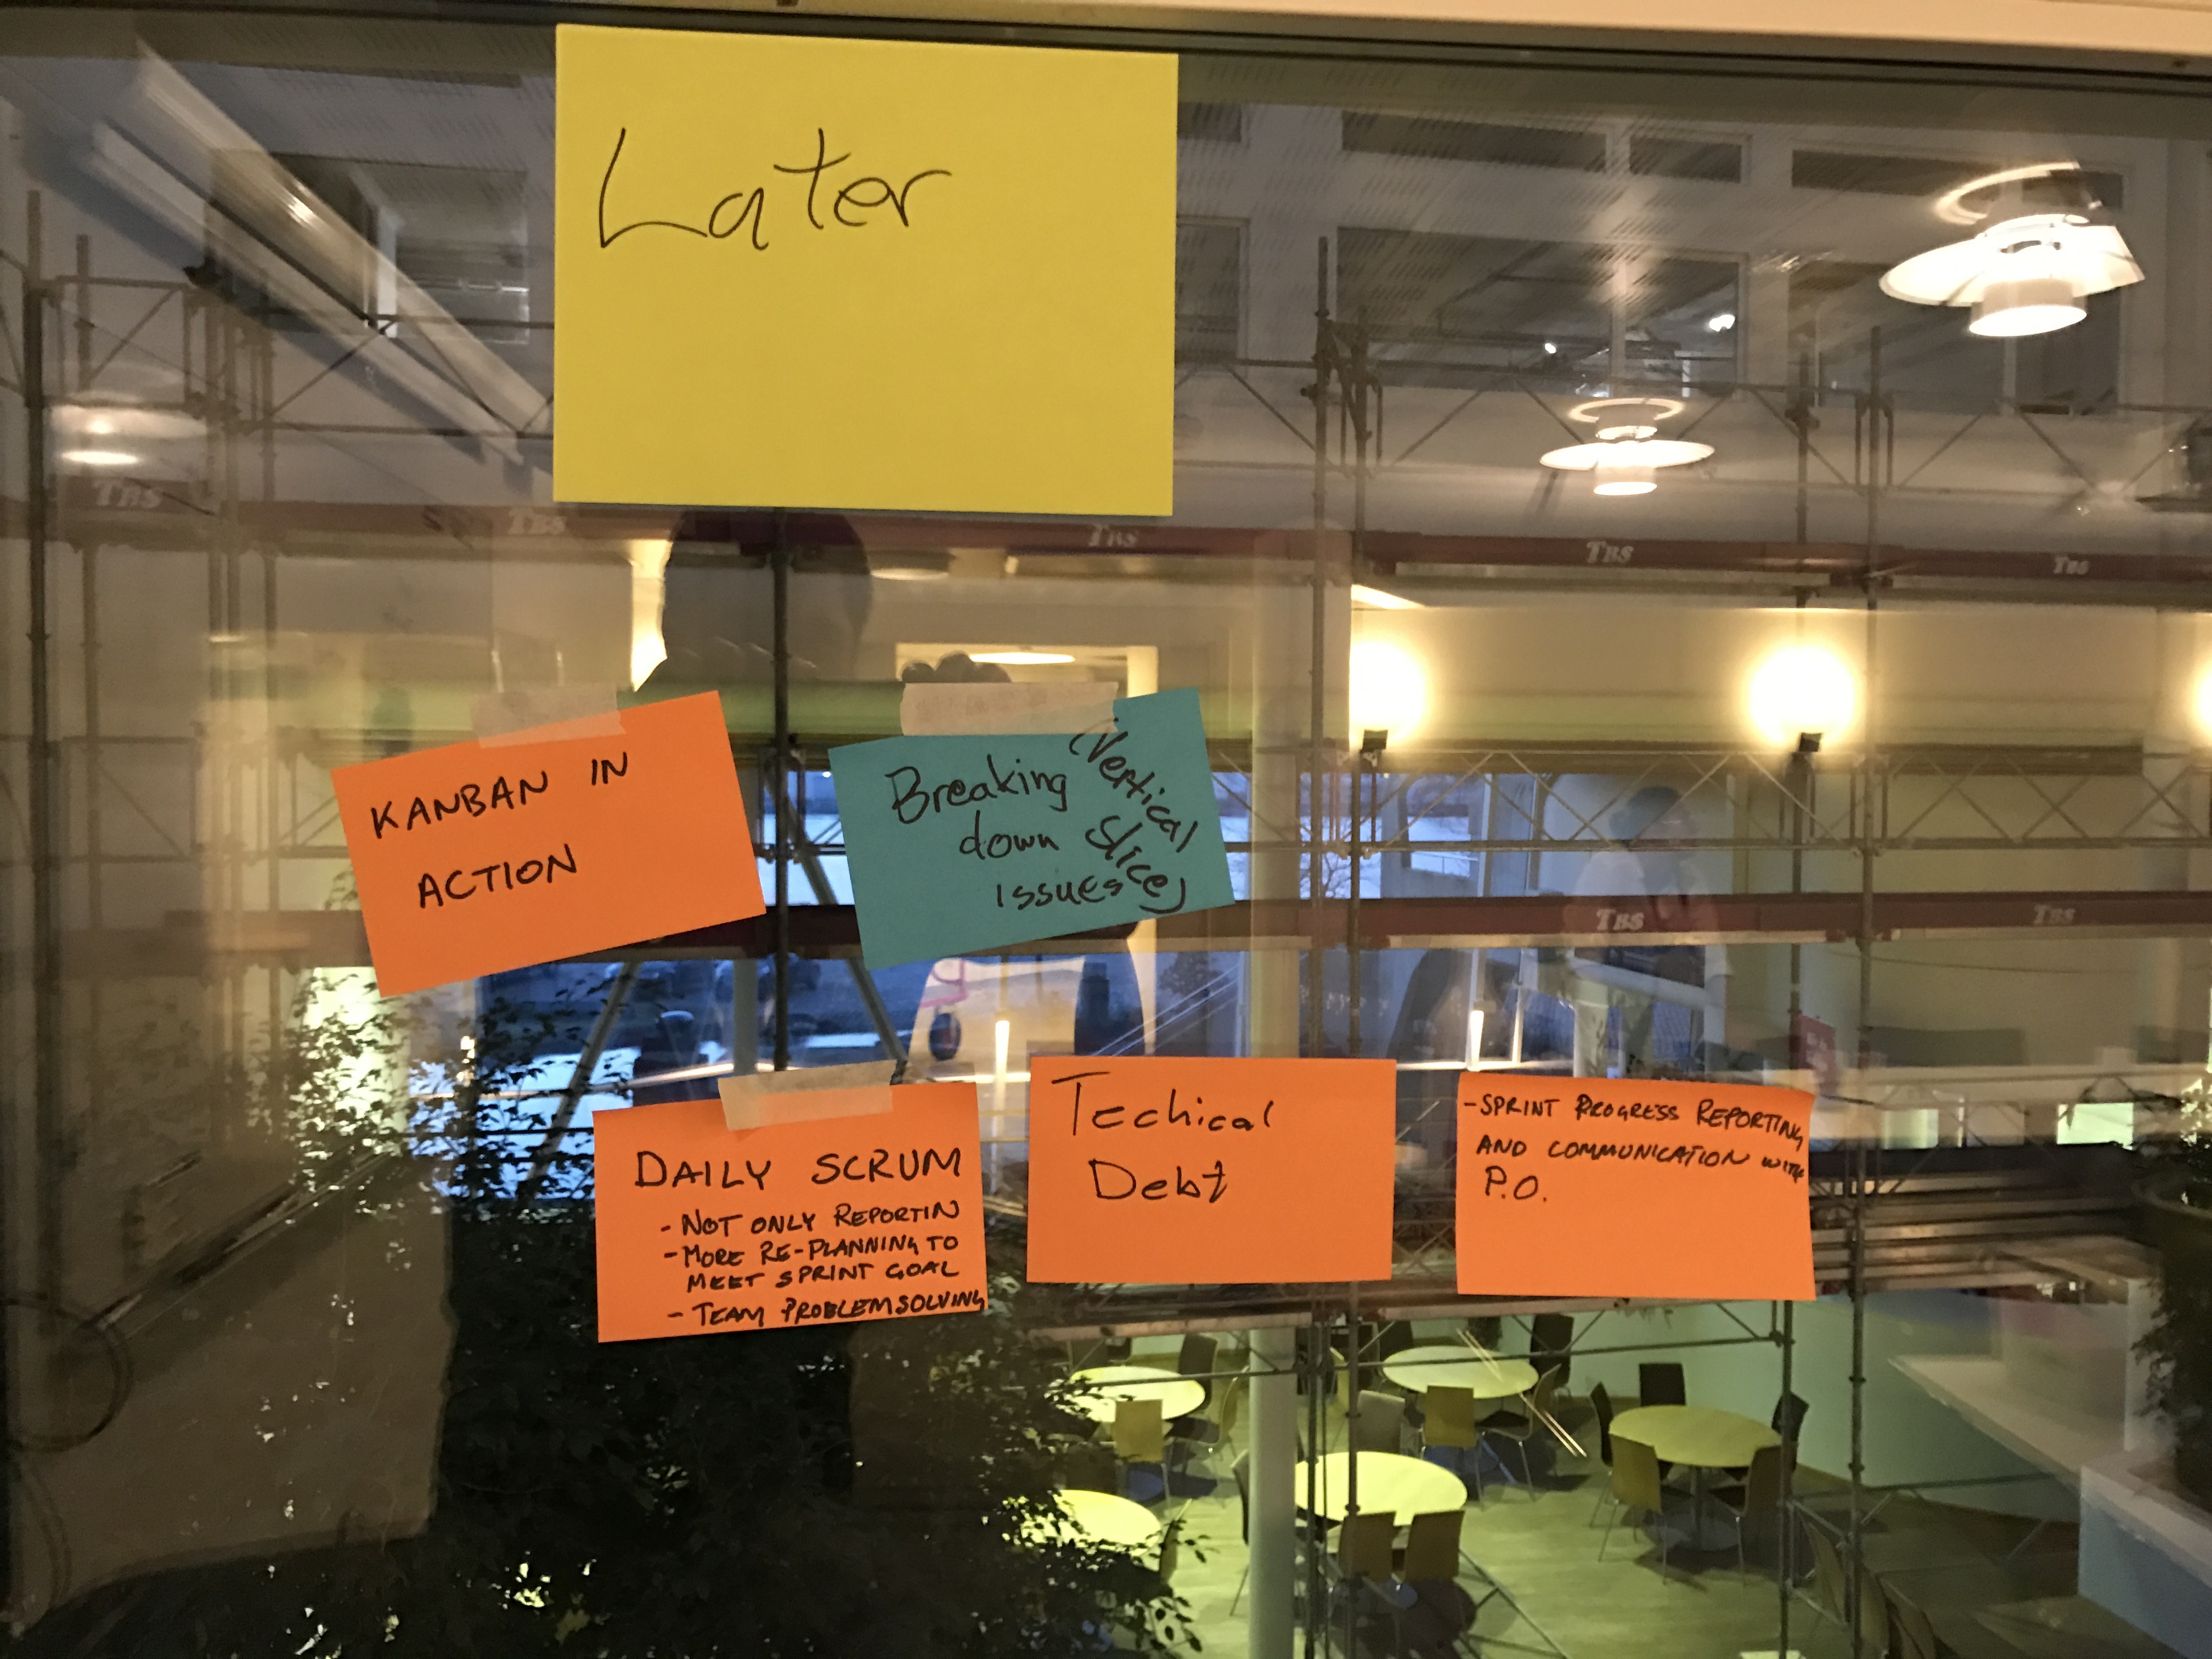 Later
KANBAN IN
ACTION
Breaking
down
issues
(Vertical
Slice)
DAILY SCRUM
- NOT ONLY REPORTIN
- MORE RE-PLANNING TO
MEET SPRINT GOAL
- TEAM PROBLEMSOLVING
Techical
Debt
- SPRINT PROGRESS REPORTING
AND COMMUNICATION WITH
P.O.
TBS
TBS
TBS
TBS
TBS
TBS
TBS